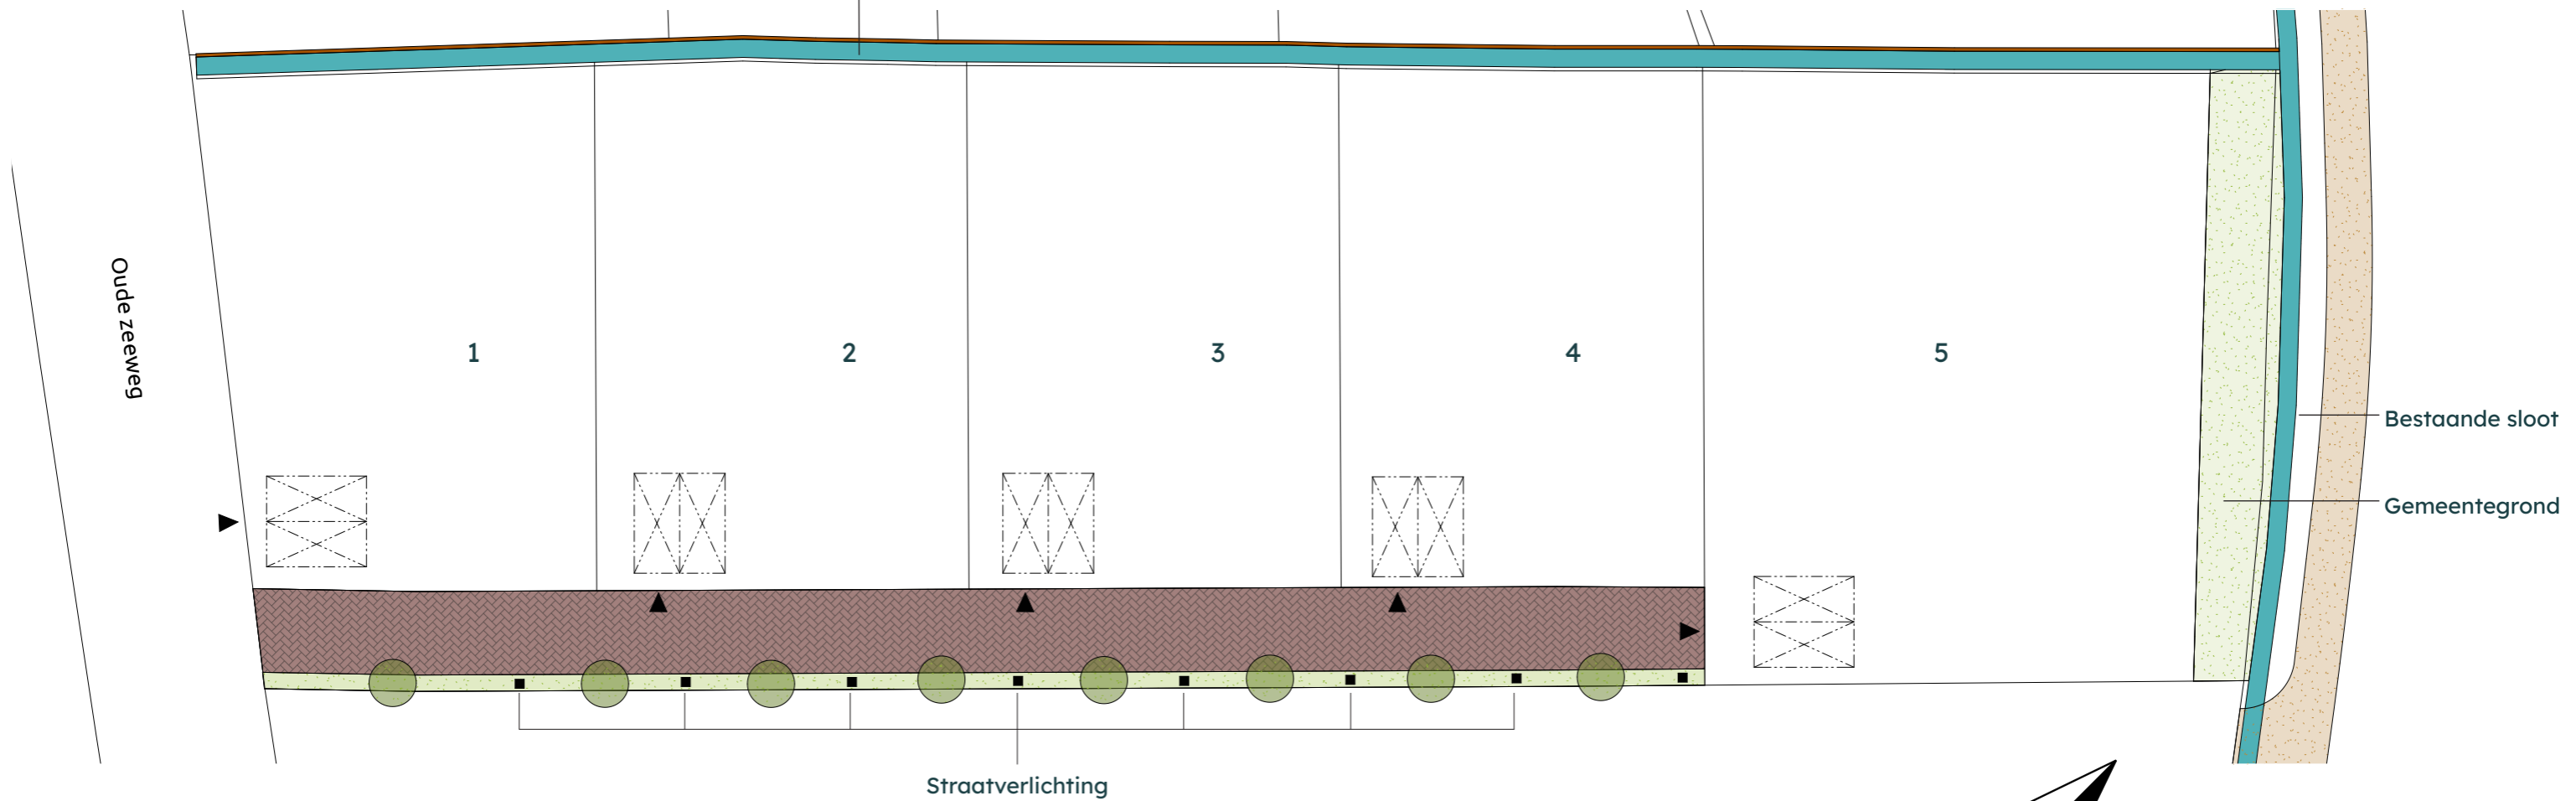 Oude zeeweg
1
2
3
4
5
Bestaande sloot
Gemeentegrond
Straatverlichting